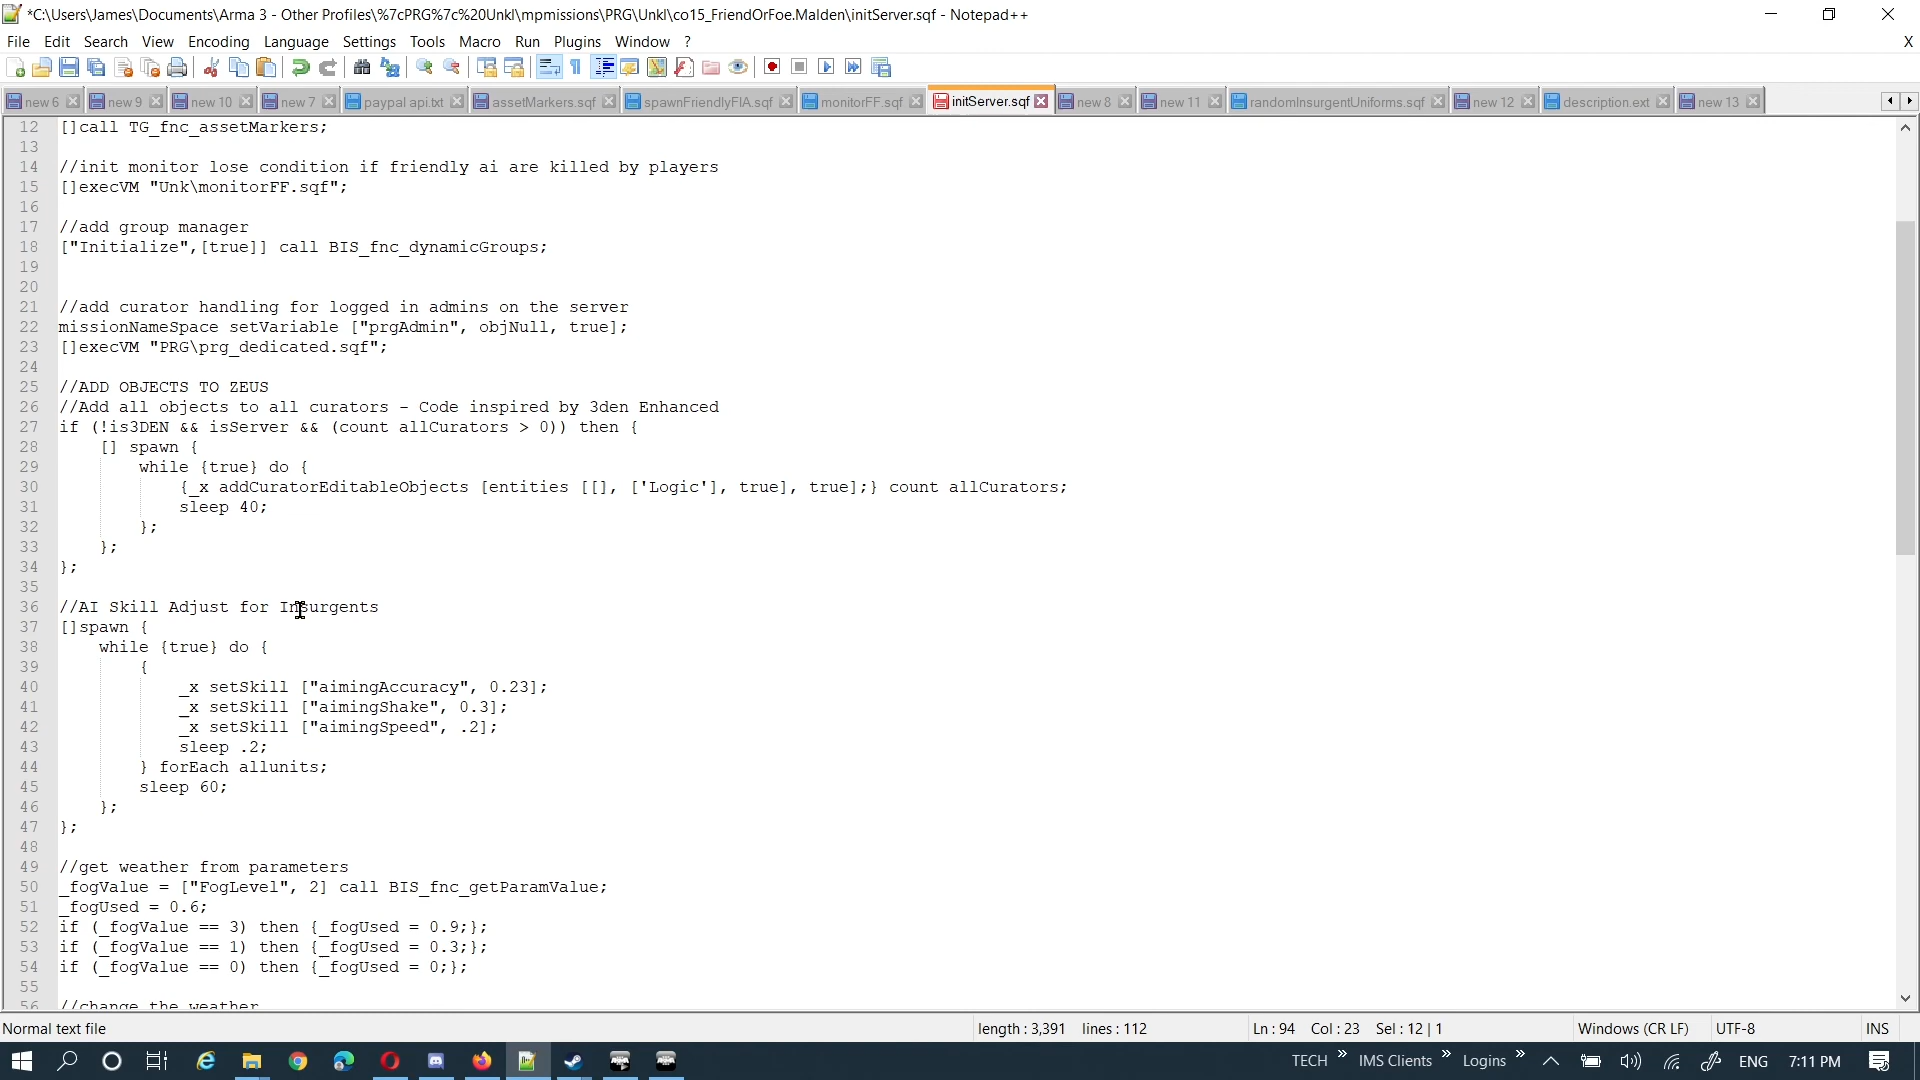 *C:\Users\James\Documents\Arma 3 - Other Profiles\%7cPRG%7c%20Unkl\mpmissions\PRG\Unkl\co15_FriendOrFoe.Malden\initServer.sqf - Notepad++
File Edit Search View Encoding Language Settings Tools Macro Run Plugins Window ? X
new 6 new 9 new 10 new 7 paypal api.txt assetMarkers.sqf spawnFriendlyFIA.sqf monitorFF.sqf initServer.sqf new 8 new 11 randomInsurgentUniforms.sqf new 12 description.ext new 13
12 []call TG_fnc_assetMarkers;
13
14 //init monitor lose condition if friendly ai are killed by players
15 []execVM "Unk\monitorFF.sqf";
16
17 //add group manager
18 ["Initialize",[true]] call BIS_fnc_dynamicGroups;
19
20
21 //add curator handling for logged in admins on the server
22 missionNameSpace setVariable ["prgAdmin", objNull, true];
23 []execVM "PRG\prg_dedicated.sqf";
24
25 //ADD OBJECTS TO ZEUS
26 //Add all objects to all curators - Code inspired by 3den Enhanced
27 if (!is3DEN && isServer && (count allCurators > 0)) then {
28 [] spawn {
29 while {true} do {
30 {_x addCuratorEditableObjects [entities [[], ['Logic'], true], true];} count allCurators;
31 sleep 40;
32 };
33 };
34 };
35
36 //AI Skill Adjust for Insurgents
37 []spawn {
38 while {true} do {
39 {
40 _x setSkill ["aimingAccuracy", 0.23];
41 _x setSkill ["aimingShake", 0.3];
42 _x setSkill ["aimingSpeed", .2];
43 sleep .2;
44 } forEach allunits;
45 sleep 60;
46 };
47 };
48
49 //get weather from parameters
50 _fogValue = ["FogLevel", 2] call BIS_fnc_getParamValue;
51 _fogUsed = 0.6;
52 if (_fogValue == 3) then {_fogUsed = 0.9;};
53 if (_fogValue == 1) then {_fogUsed = 0.3;};
54 if (_fogValue == 0) then {_fogUsed = 0;};
55
56 //change the weather
Normal text file length : 3,391 lines : 112 Ln : 94 Col : 23 Sel : 12 | 1 Windows (CR LF) UTF-8 INS
TECH » IMS Clients » Logins » ENG 7:11 PM